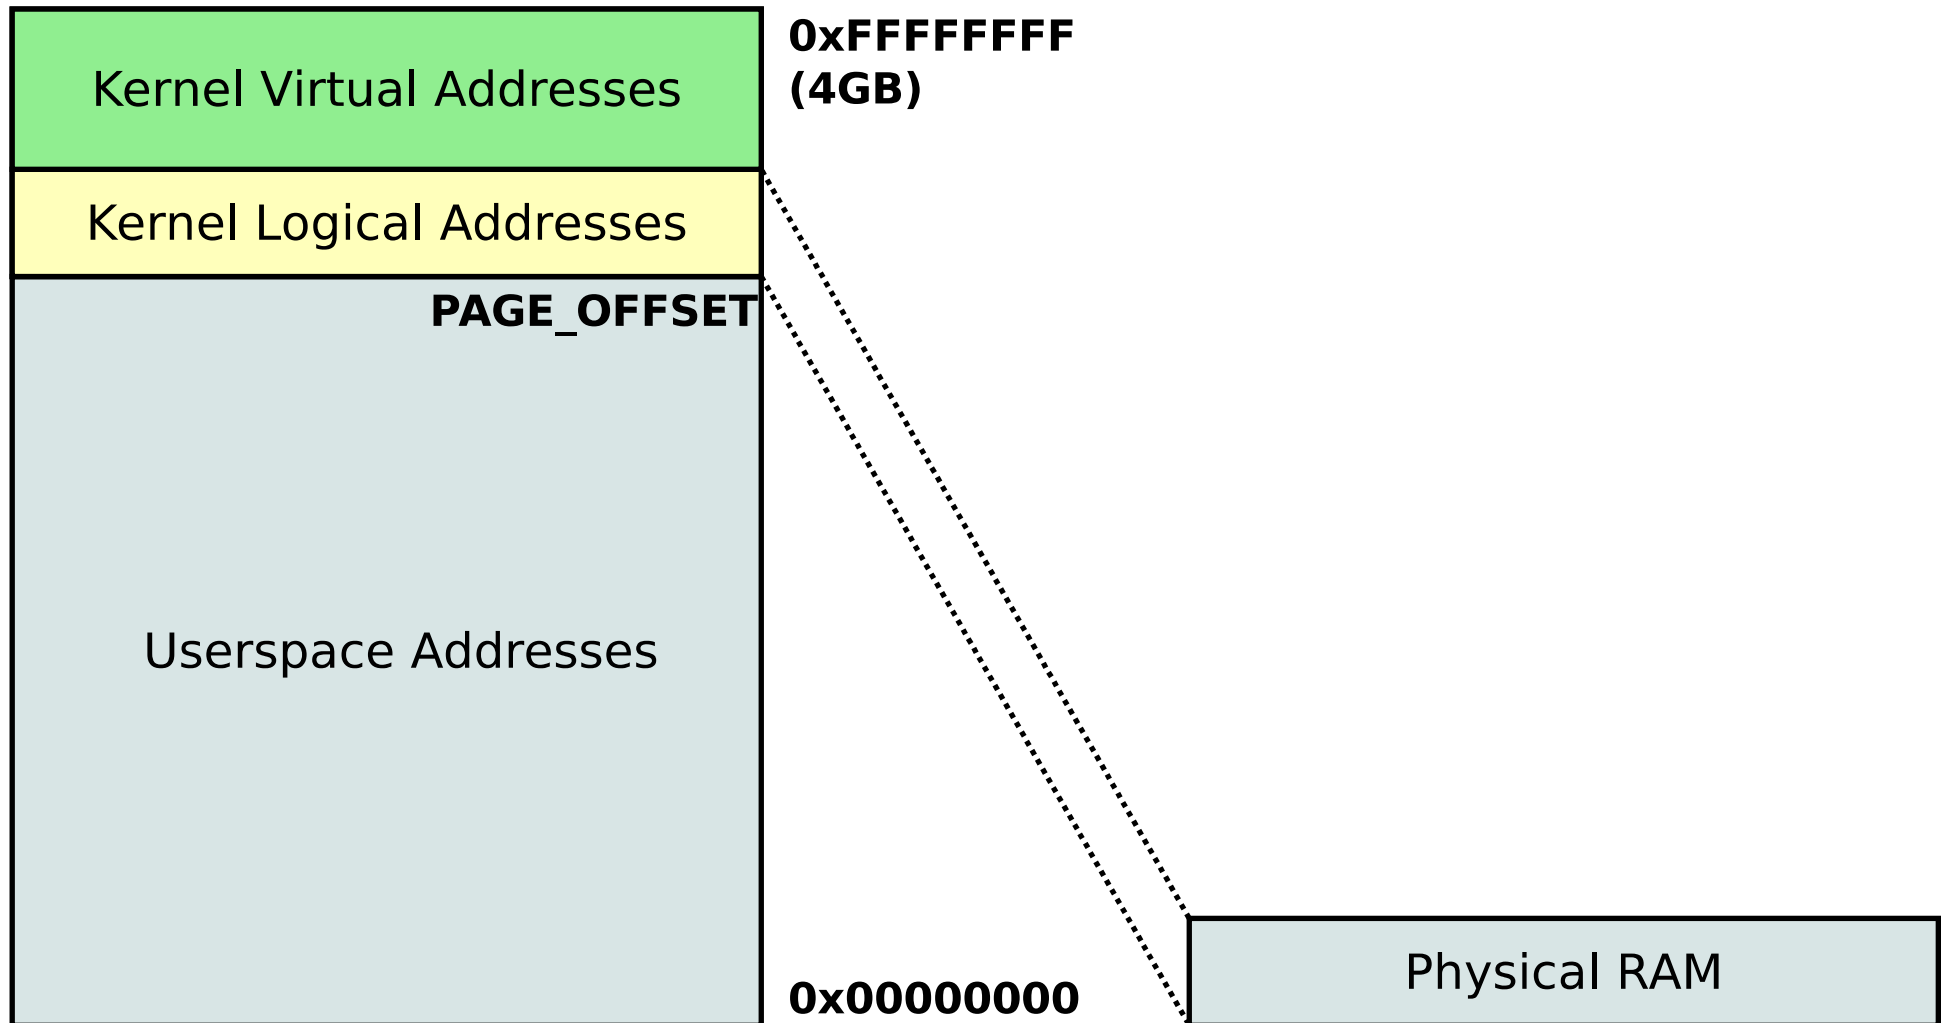 Kernel Virtual Addresses
0xFFFFFFFF
(4GB)
Kernel Logical Addresses
PAGE_OFFSET
Userspace Addresses
0x00000000
Physical RAM